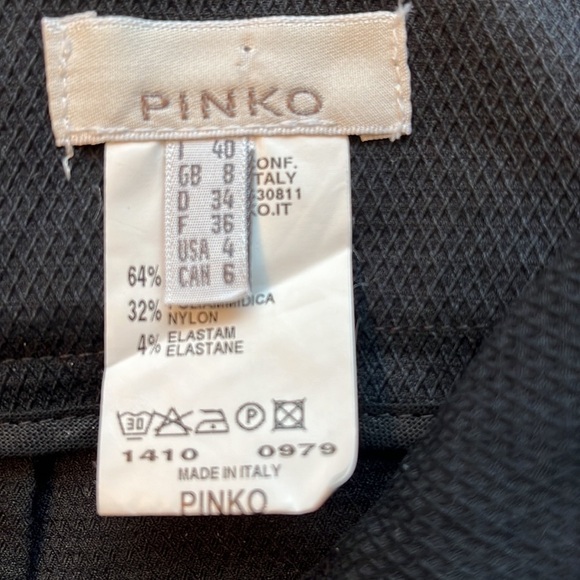 PINKO
I 40
GB 8
D 34
F 36
USA 4
CAN 6
ONF.
ITALY
30811
O.IT
64%
32%
NYLON
4% ELASTAM
ELASTANE
30 P
1410 0979
MADE IN ITALY
PINKO